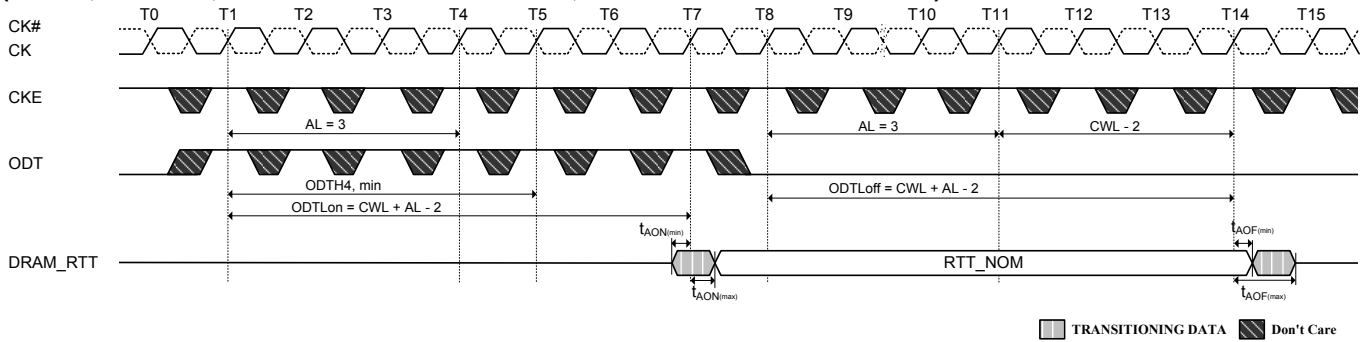 T0 T1 T2 T3 T4 T5 T6 T7 T8 T9 T10 T11 T12 T13 T14 T15
CK#
CK
CKE
AL = 3 AL = 3 CWL - 2
ODT
ODTH4, min ODTLoff = CWL + AL - 2
ODTLon = CWL + AL - 2
tAON(min) tAOF(min)
DRAM_RTT RTT_NOM
tAON(max) tAOF(max)
TRANSITIONING DATA Don't Care